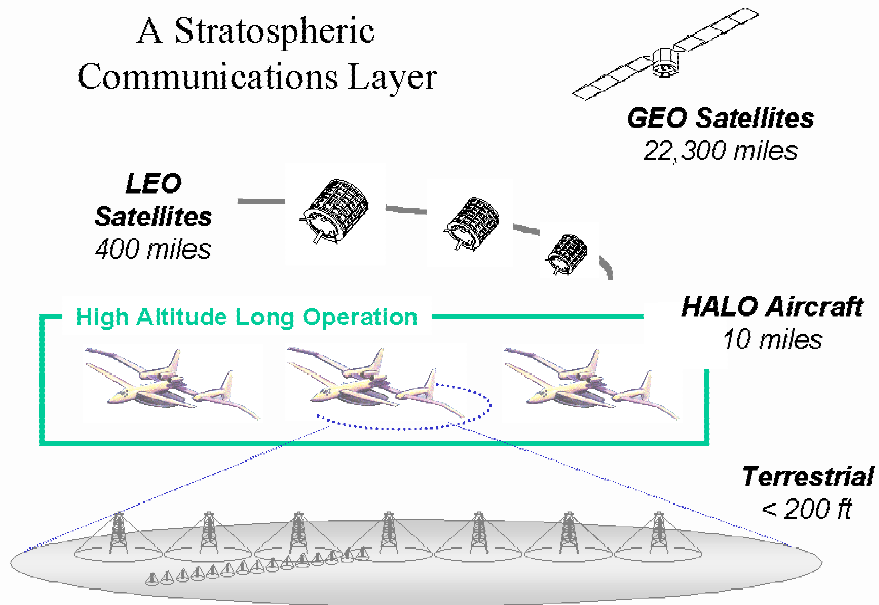 A Stratospheric
Communications Layer
GEO Satellites
22,300 miles
LEO
Satellites
400 miles
High Altitude Long Operation
HALO Aircraft
10 miles
Terrestrial
< 200 ft